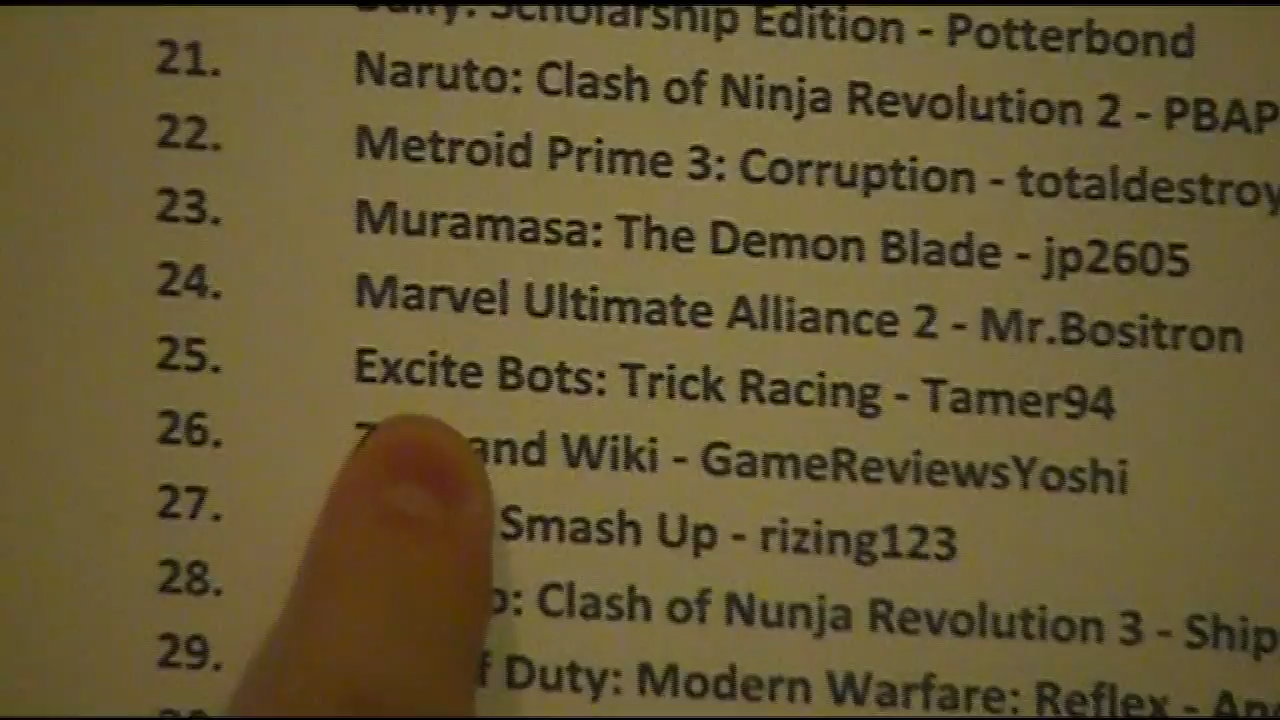 Scholarship Edition - Potterbond
21. Naruto: Clash of Ninja Revolution 2 - PBAP
22. Metroid Prime 3: Corruption - totaldestroy
23. Muramasa: The Demon Blade - jp2605
24. Marvel Ultimate Alliance 2 - Mr.Bositron
25. Excite Bots: Trick Racing - Tamer94
26. and Wiki - GameReviewsYoshi
27. Smash Up - rizing123
28. Clash of Nunja Revolution 3 - Ship
29. Duty: Modern Warfare: Reflex -